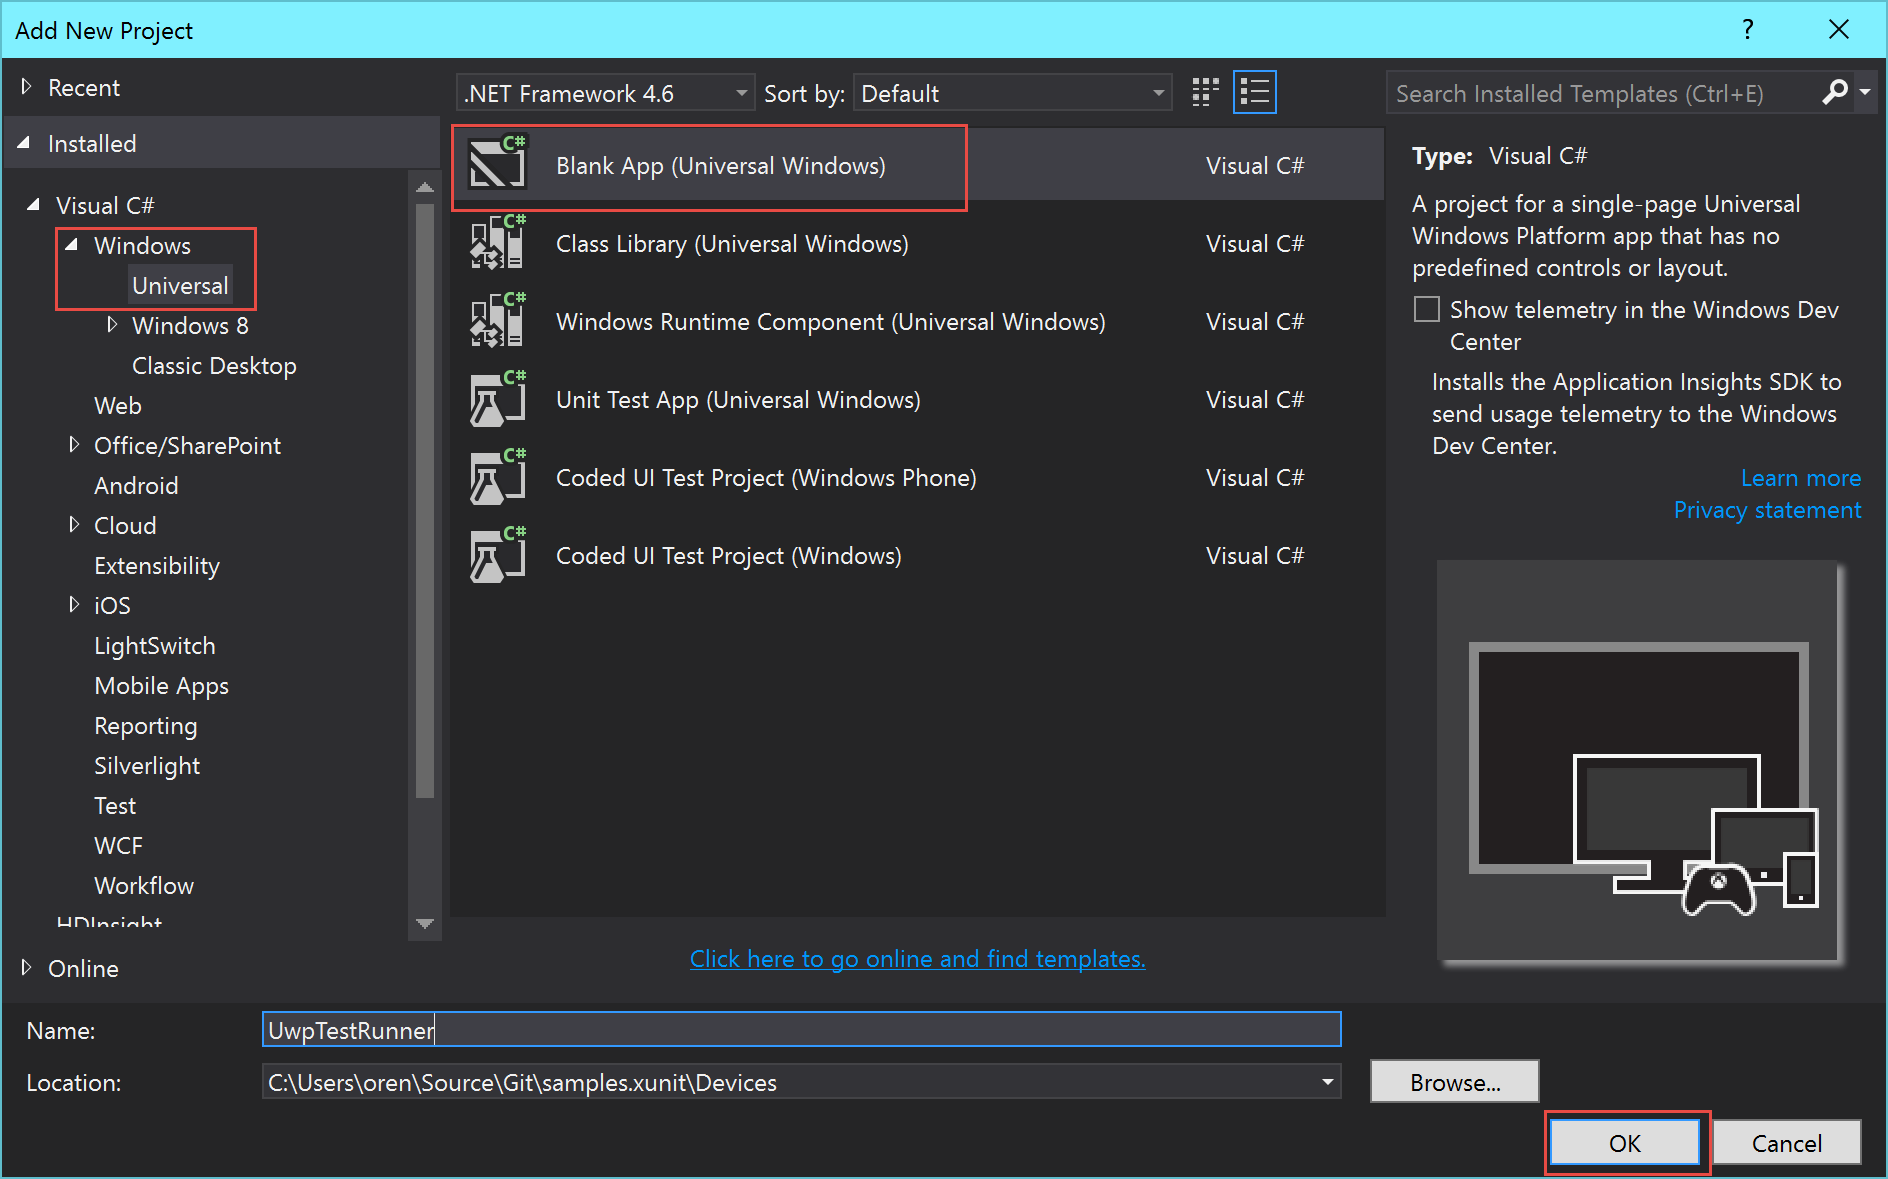 Add New Project
?
Recent
Installed
Visual C#
Windows
Universal
Windows 8
Classic Desktop
Web
Office/SharePoint
Android
Cloud
Extensibility
iOS
LightSwitch
Mobile Apps
Reporting
Silverlight
Test
WCF
Workflow
HDInsight
Online
.NET Framework 4.6
Sort by:
Default
C#
Blank App (Universal Windows)
Visual C#
C#
Class Library (Universal Windows)
Visual C#
C#
Windows Runtime Component (Universal Windows)
Visual C#
C#
Unit Test App (Universal Windows)
Visual C#
C#
Coded UI Test Project (Windows Phone)
Visual C#
C#
Coded UI Test Project (Windows)
Visual C#
Click here to go online and find templates.
Search Installed Templates (Ctrl+E)
Type: Visual C#
A project for a single-page Universal
Windows Platform app that has no
predefined controls or layout.
Show telemetry in the Windows Dev
Center
Installs the Application Insights SDK to
send usage telemetry to the Windows
Dev Center.
Learn more
Privacy statement
Name:
UwpTestRunner
Location:
C:\Users\oren\Source\Git\samples.xunit\Devices
Browse...
OK
Cancel